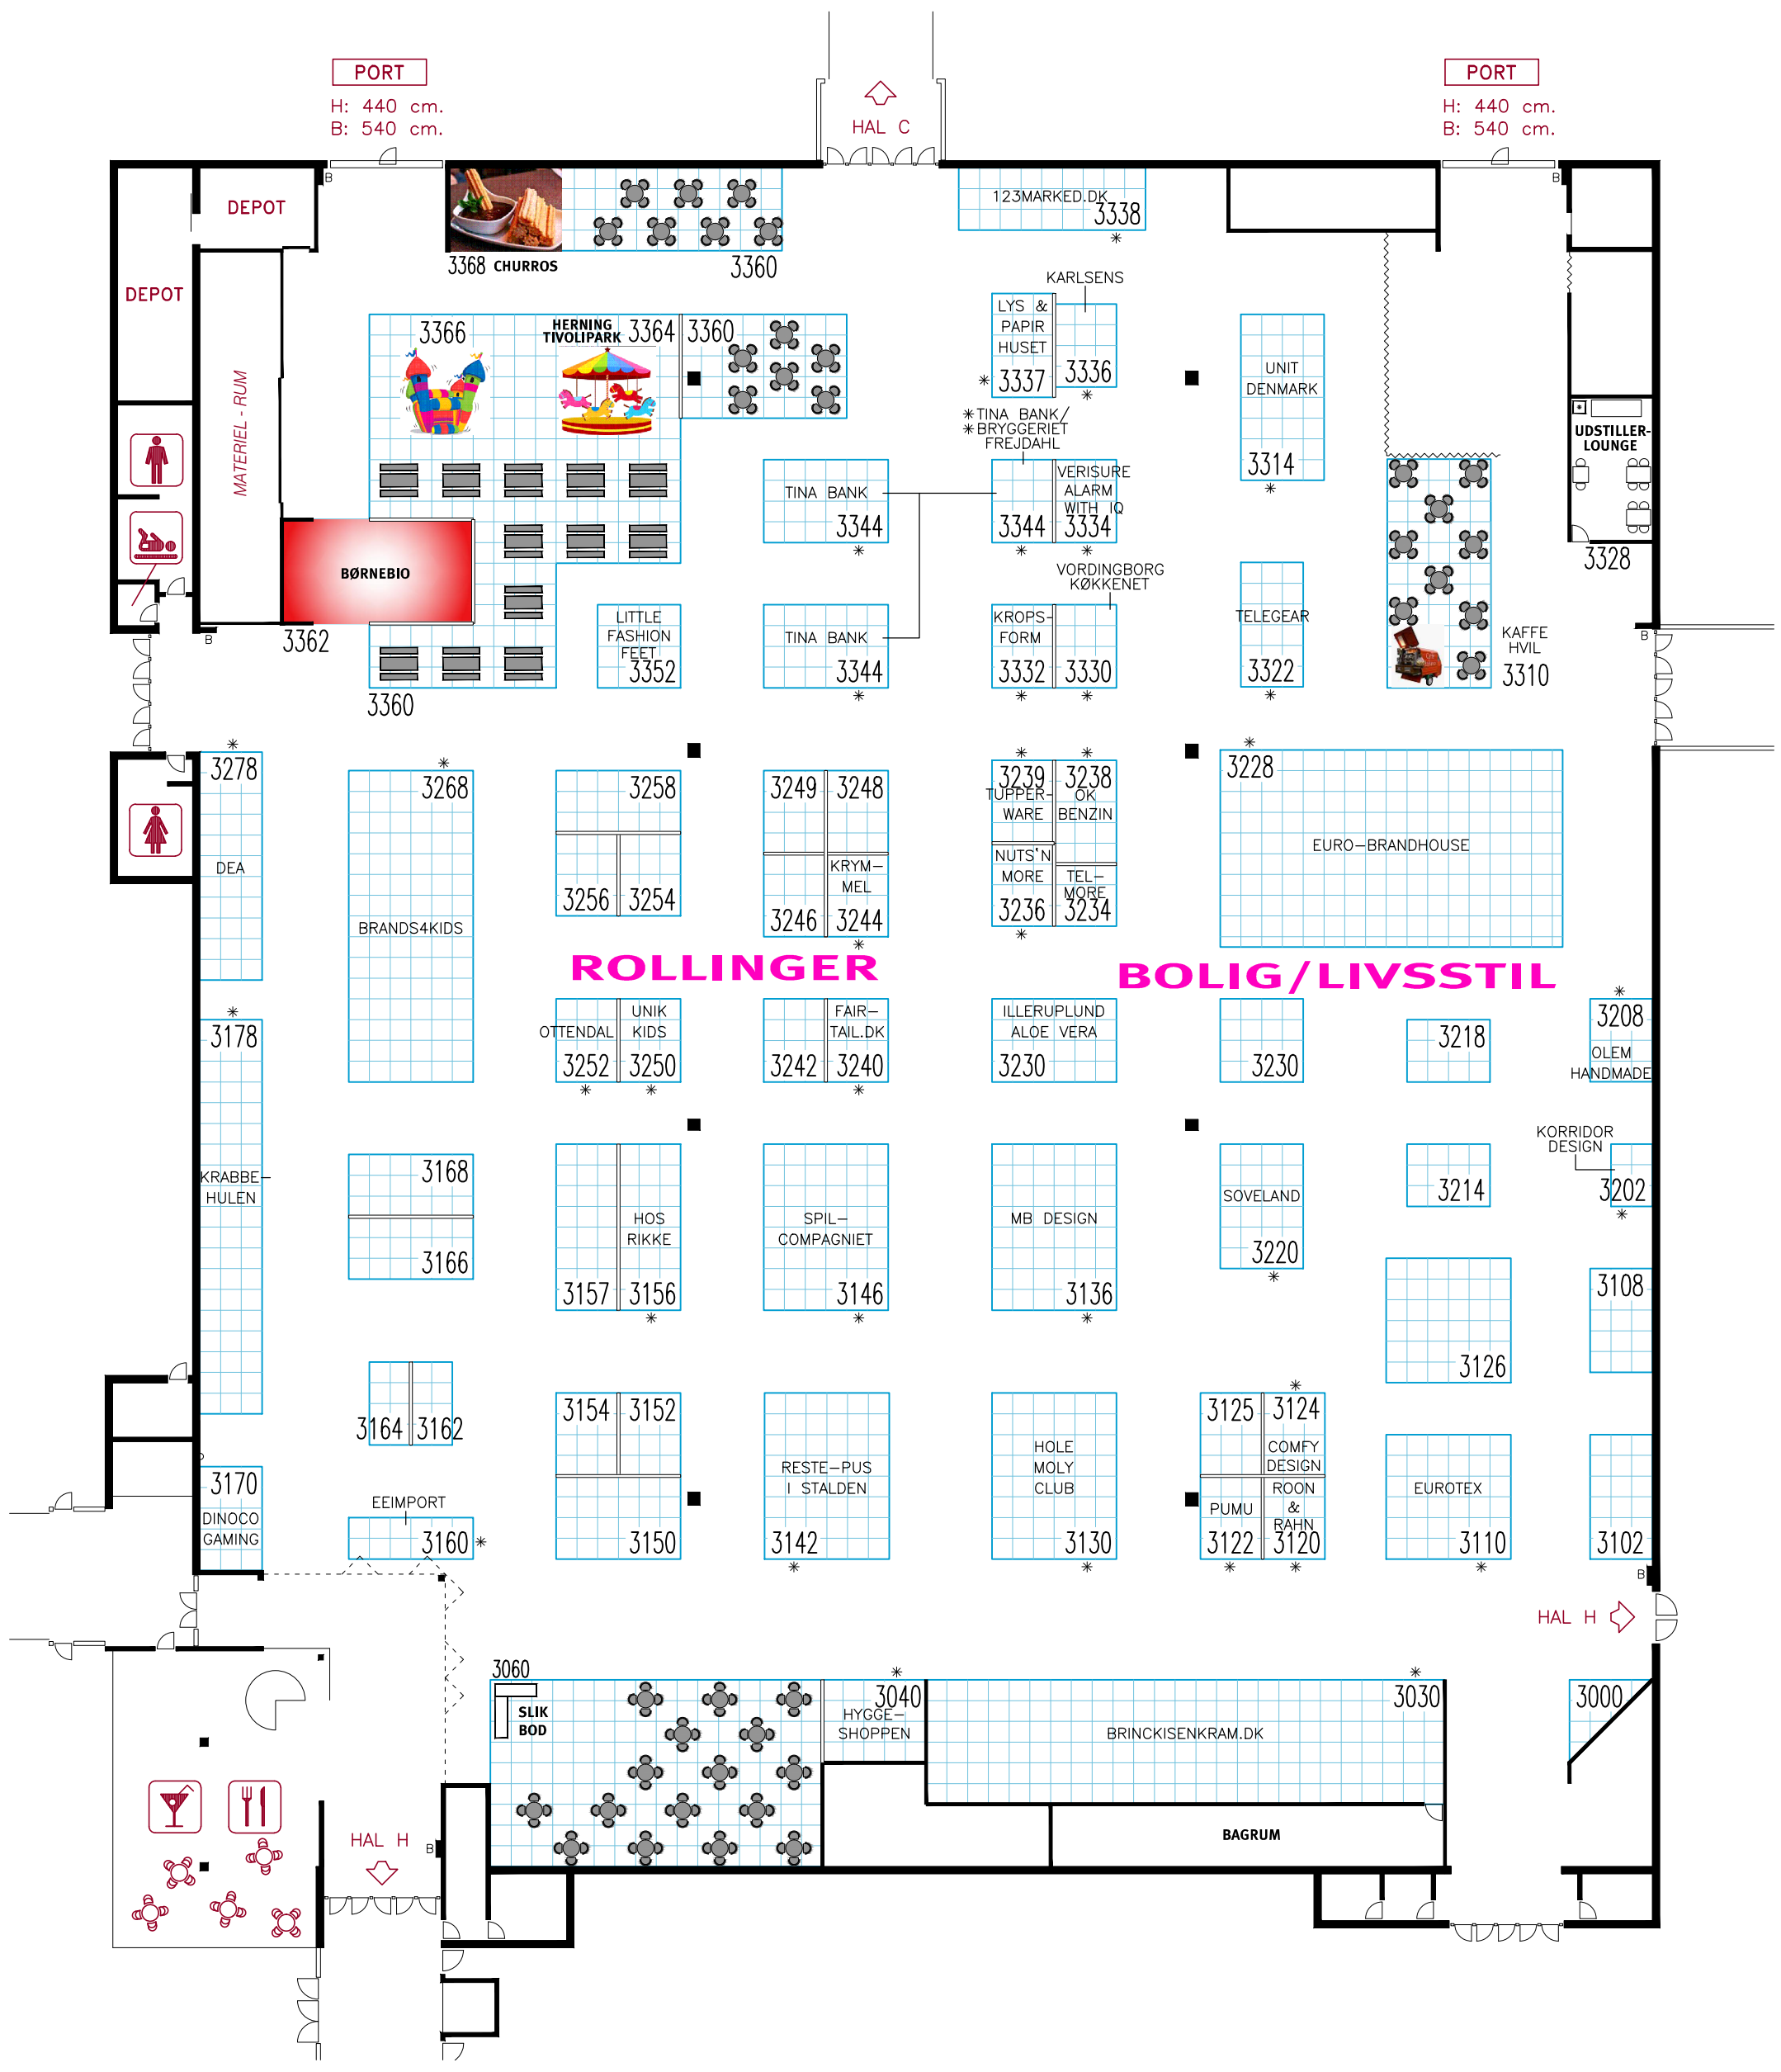 PORT
H: 440 cm.
B: 540 cm.
HAL C
PORT
H: 440 cm.
B: 540 cm.
B
DEPOT
DEPOT
MATERIEL - RUM
3368 CHURROS
3360
123MARKED.DK
3338
*
B
KARLSENS
LYS &
PAPIR
HUSET
* 3337
3336
*
3366
HERNING
TIVOLIPARK
3364
3360
UNIT
DENMARK
3314
*
UDSTILLER-
LOUNGE
3328
* TINA BANK/
* BRYGGERIET
FREJDAHL
TINA BANK
3344
*
3344
*
VERISURE
ALARM
WITH IQ
3334
*
BØRNEBIO
3362
B
LITTLE
FASHION
FEET
3352
3360
TINA BANK
3344
*
KROPS-
FORM
3332
*
VORDINGBORG
KØKKENET
3330
*
TELEGEAR
3322
*
KAFFE
HVIL
3310
B
*
3278
DEA
*
3268
BRANDS4KIDS
3258
3256
3254
3249
3248
3246
KRYM-
MEL
3244
*
*
3239
TUPPER-
WARE
*
3238
OK
BENZIN
NUTS'N
MORE
3236
*
TEL-
MORE
3234
*
3228
EURO-BRANDHOUSE
ROLLINGER
BOLIG/LIVSSTIL
*
3178
KRABBE-
HULEN
OTTENDAL
3252
*
UNIK
KIDS
3250
*
3242
FAIR-
TAIL.DK
3240
*
ILLERUPLUND
ALOE VERA
3230
3230
3218
*
3208
OLEM
HANDMADE
3168
3166
3157
HOS
RIKKE
3156
*
SPIL-
COMPAGNIET
3146
*
MB DESIGN
3136
*
SOVELAND
3220
*
3214
KORRIDOR
DESIGN
3202
*
3126
3108
3164
3162
3154
3152
3150
RESTE-PUS
I STALDEN
3142
*
HOLE
MOLY
CLUB
3130
*
3125
*
3124
COMFY
DESIGN
PUMU
3122
*
ROON
&
RAHN
3120
*
EUROTEX
3110
*
3102
3170
DINOCO
GAMING
EEIMPORT
3160 *
B
HAL H
3060
SLIK
BOD
*
3040
HYGGE-
SHOPPEN
*
3030
BRINCKISENKRAM.DK
3000
BAGRUM
HAL H
B